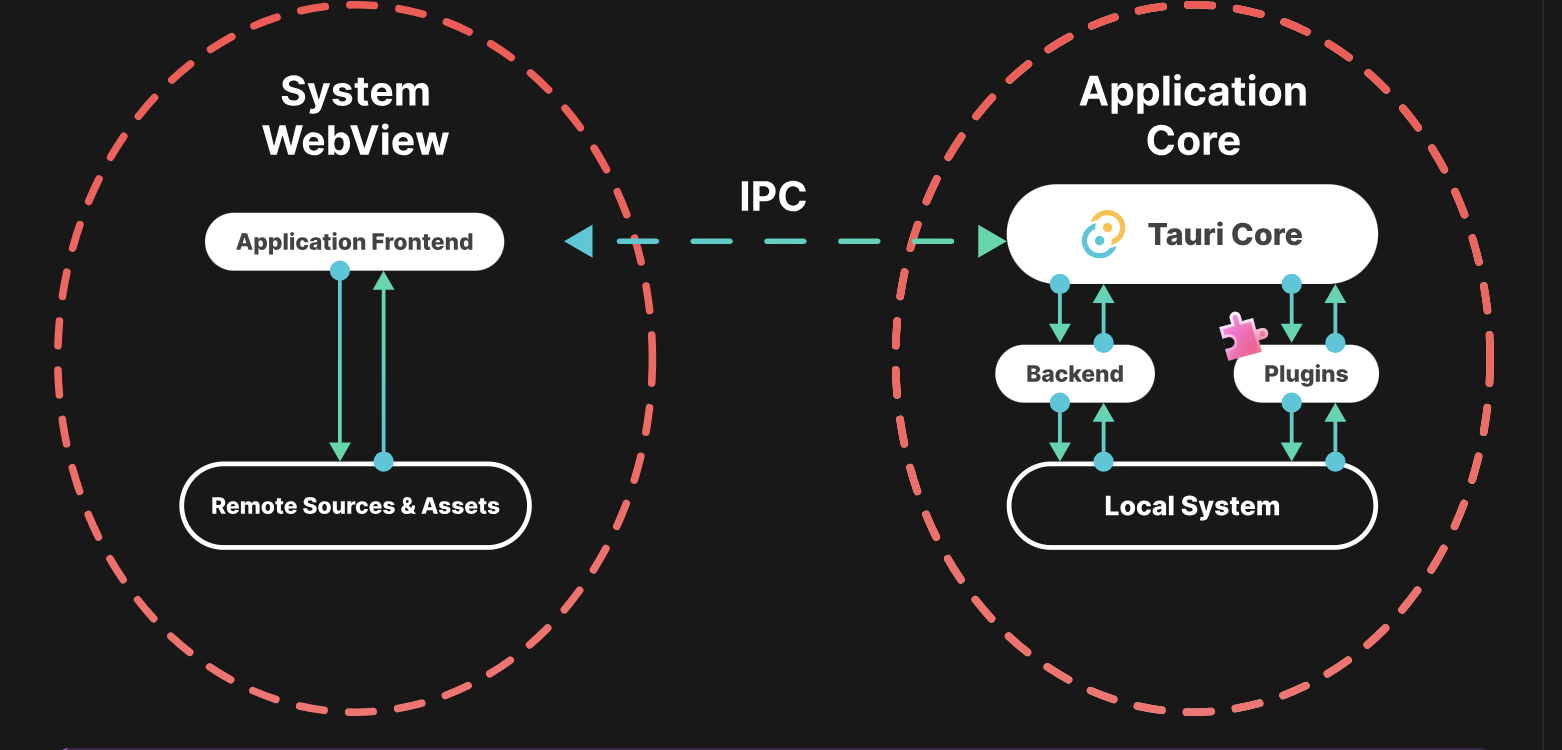 System
WebView
Application Frontend
Remote Sources & Assets
IPC
Application
Core
Tauri Core
Backend
Plugins
Local System